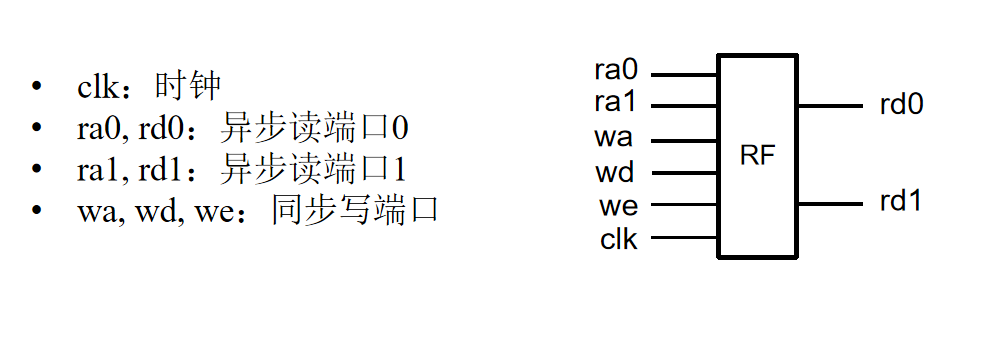 • clk：时钟
• ra0, rd0：异步读端口0
• ra1, rd1：异步读端口1
• wa, wd, we：同步写端口
ra0
ra1
wa
wd
we
clk
RF
rd0
rd1